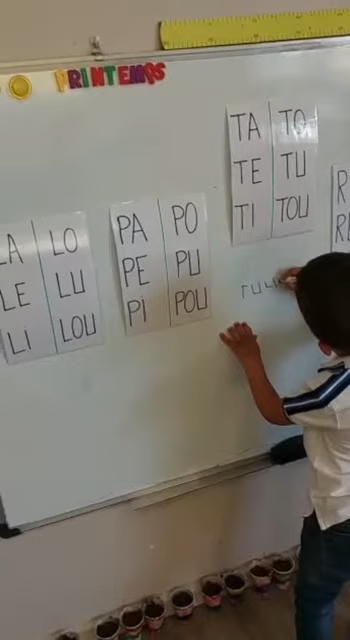 PRINTEMPS
TA TO
TE TU
TI TOU
PA PO
PE PU
Pi POU
LA LO
LE LU
Li LOU